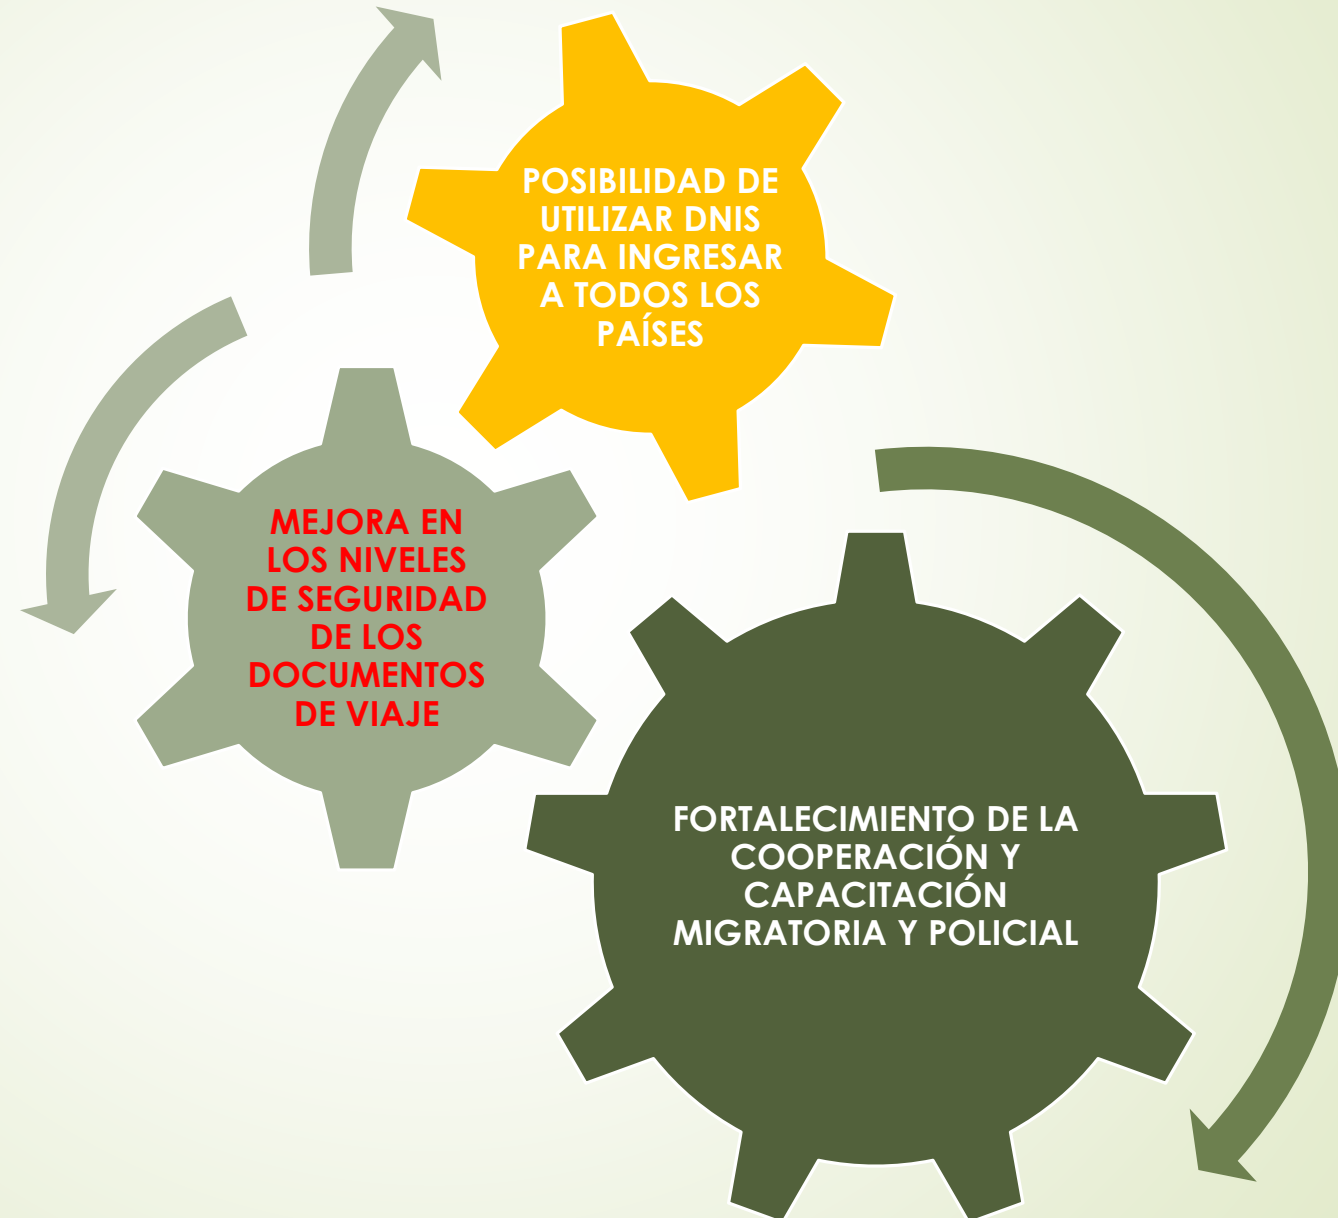 POSIBILIDAD DE
UTILIZAR DNIS
PARA INGRESAR
A TODOS LOS
PAÍSES
MEJORA EN
LOS NIVELES
DE SEGURIDAD
DE LOS
DOCUMENTOS
DE VIAJE
FORTALECIMIENTO DE LA
COOPERACIÓN Y
CAPACITACIÓN
MIGRATORIA Y POLICIAL